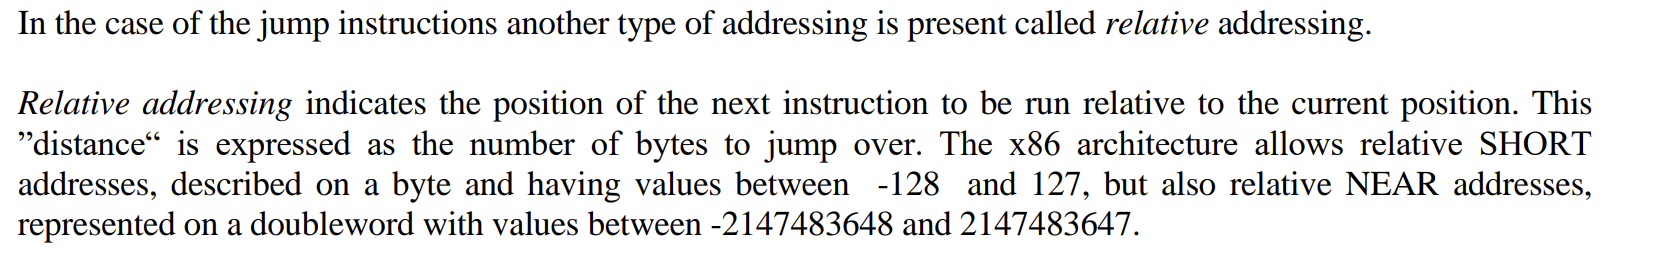 In the case of the jump instructions another type of addressing is present called relative addressing.
Relative addressing indicates the position of the next instruction to be run relative to the current position. This
”distance“ is expressed as the number of bytes to jump over. The x86 architecture allows relative SHORT
addresses, described on a byte and having values between -128 and 127, but also relative NEAR addresses,
represented on a doubleword with values between -2147483648 and 2147483647.